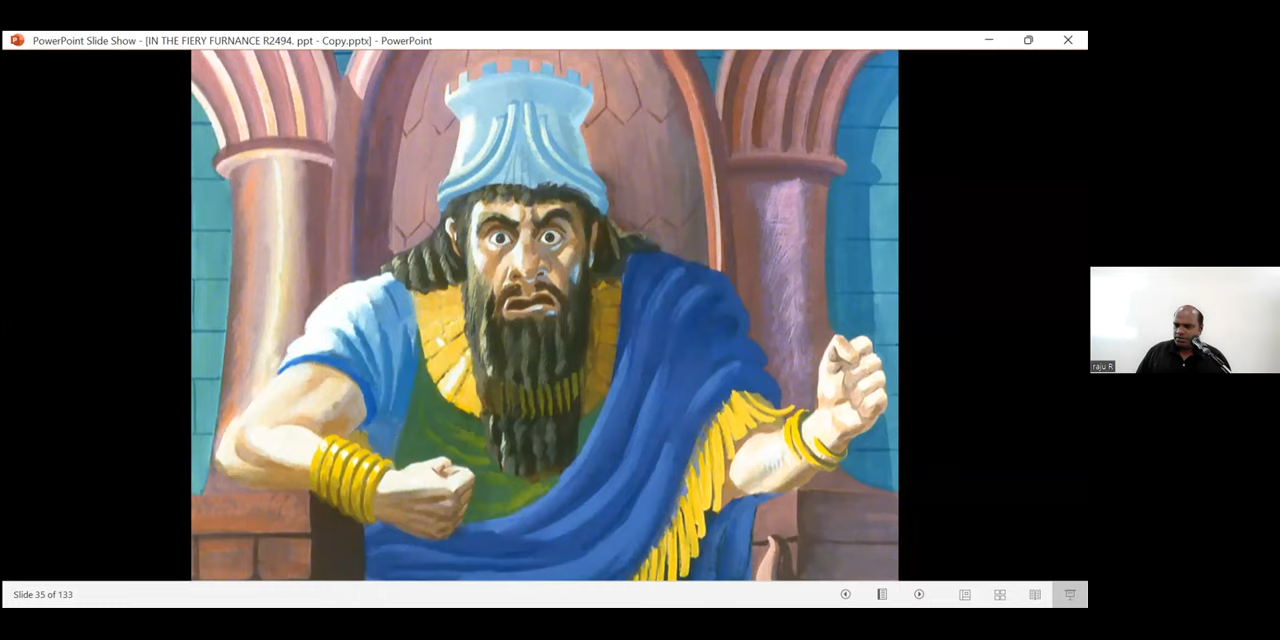 PowerPoint Slide Show - [IN THE FIERY FURNANCE R2494. ppt - Copy.pptx] - PowerPoint
raju R
Slide 35 of 133